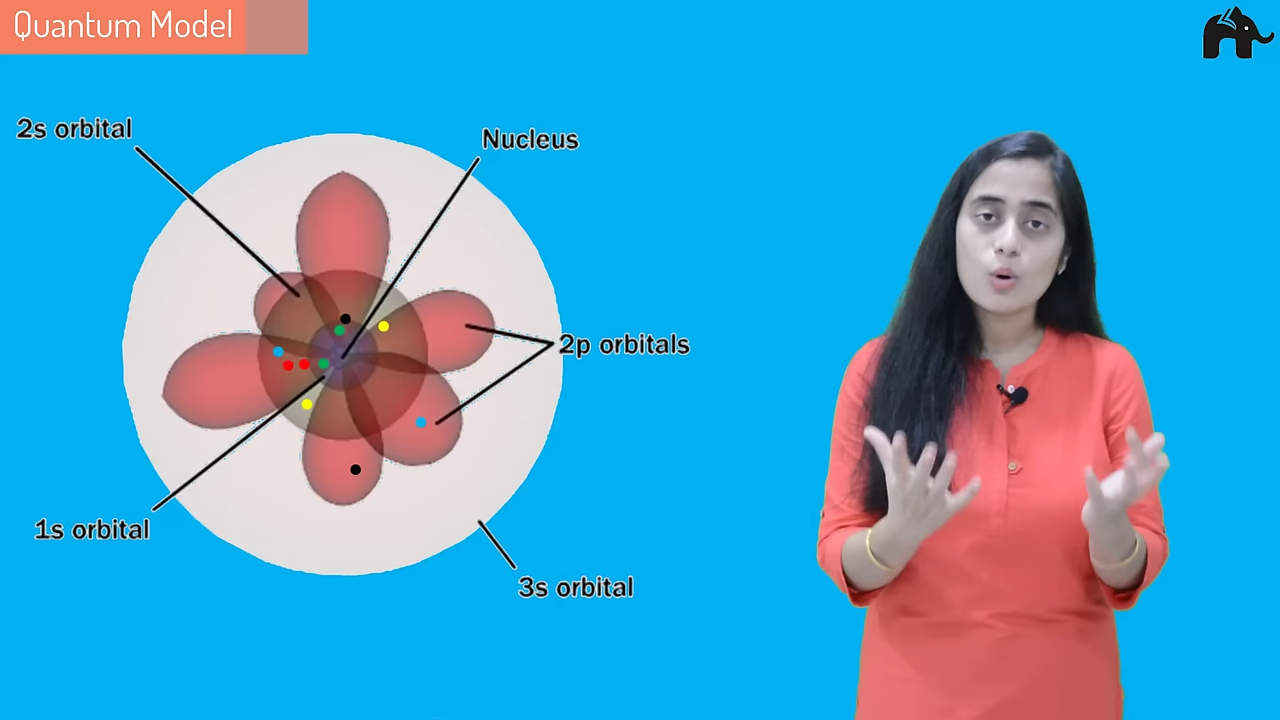 Quantum Model
2s orbital
Nucleus
2p orbitals
1s orbital
3s orbital